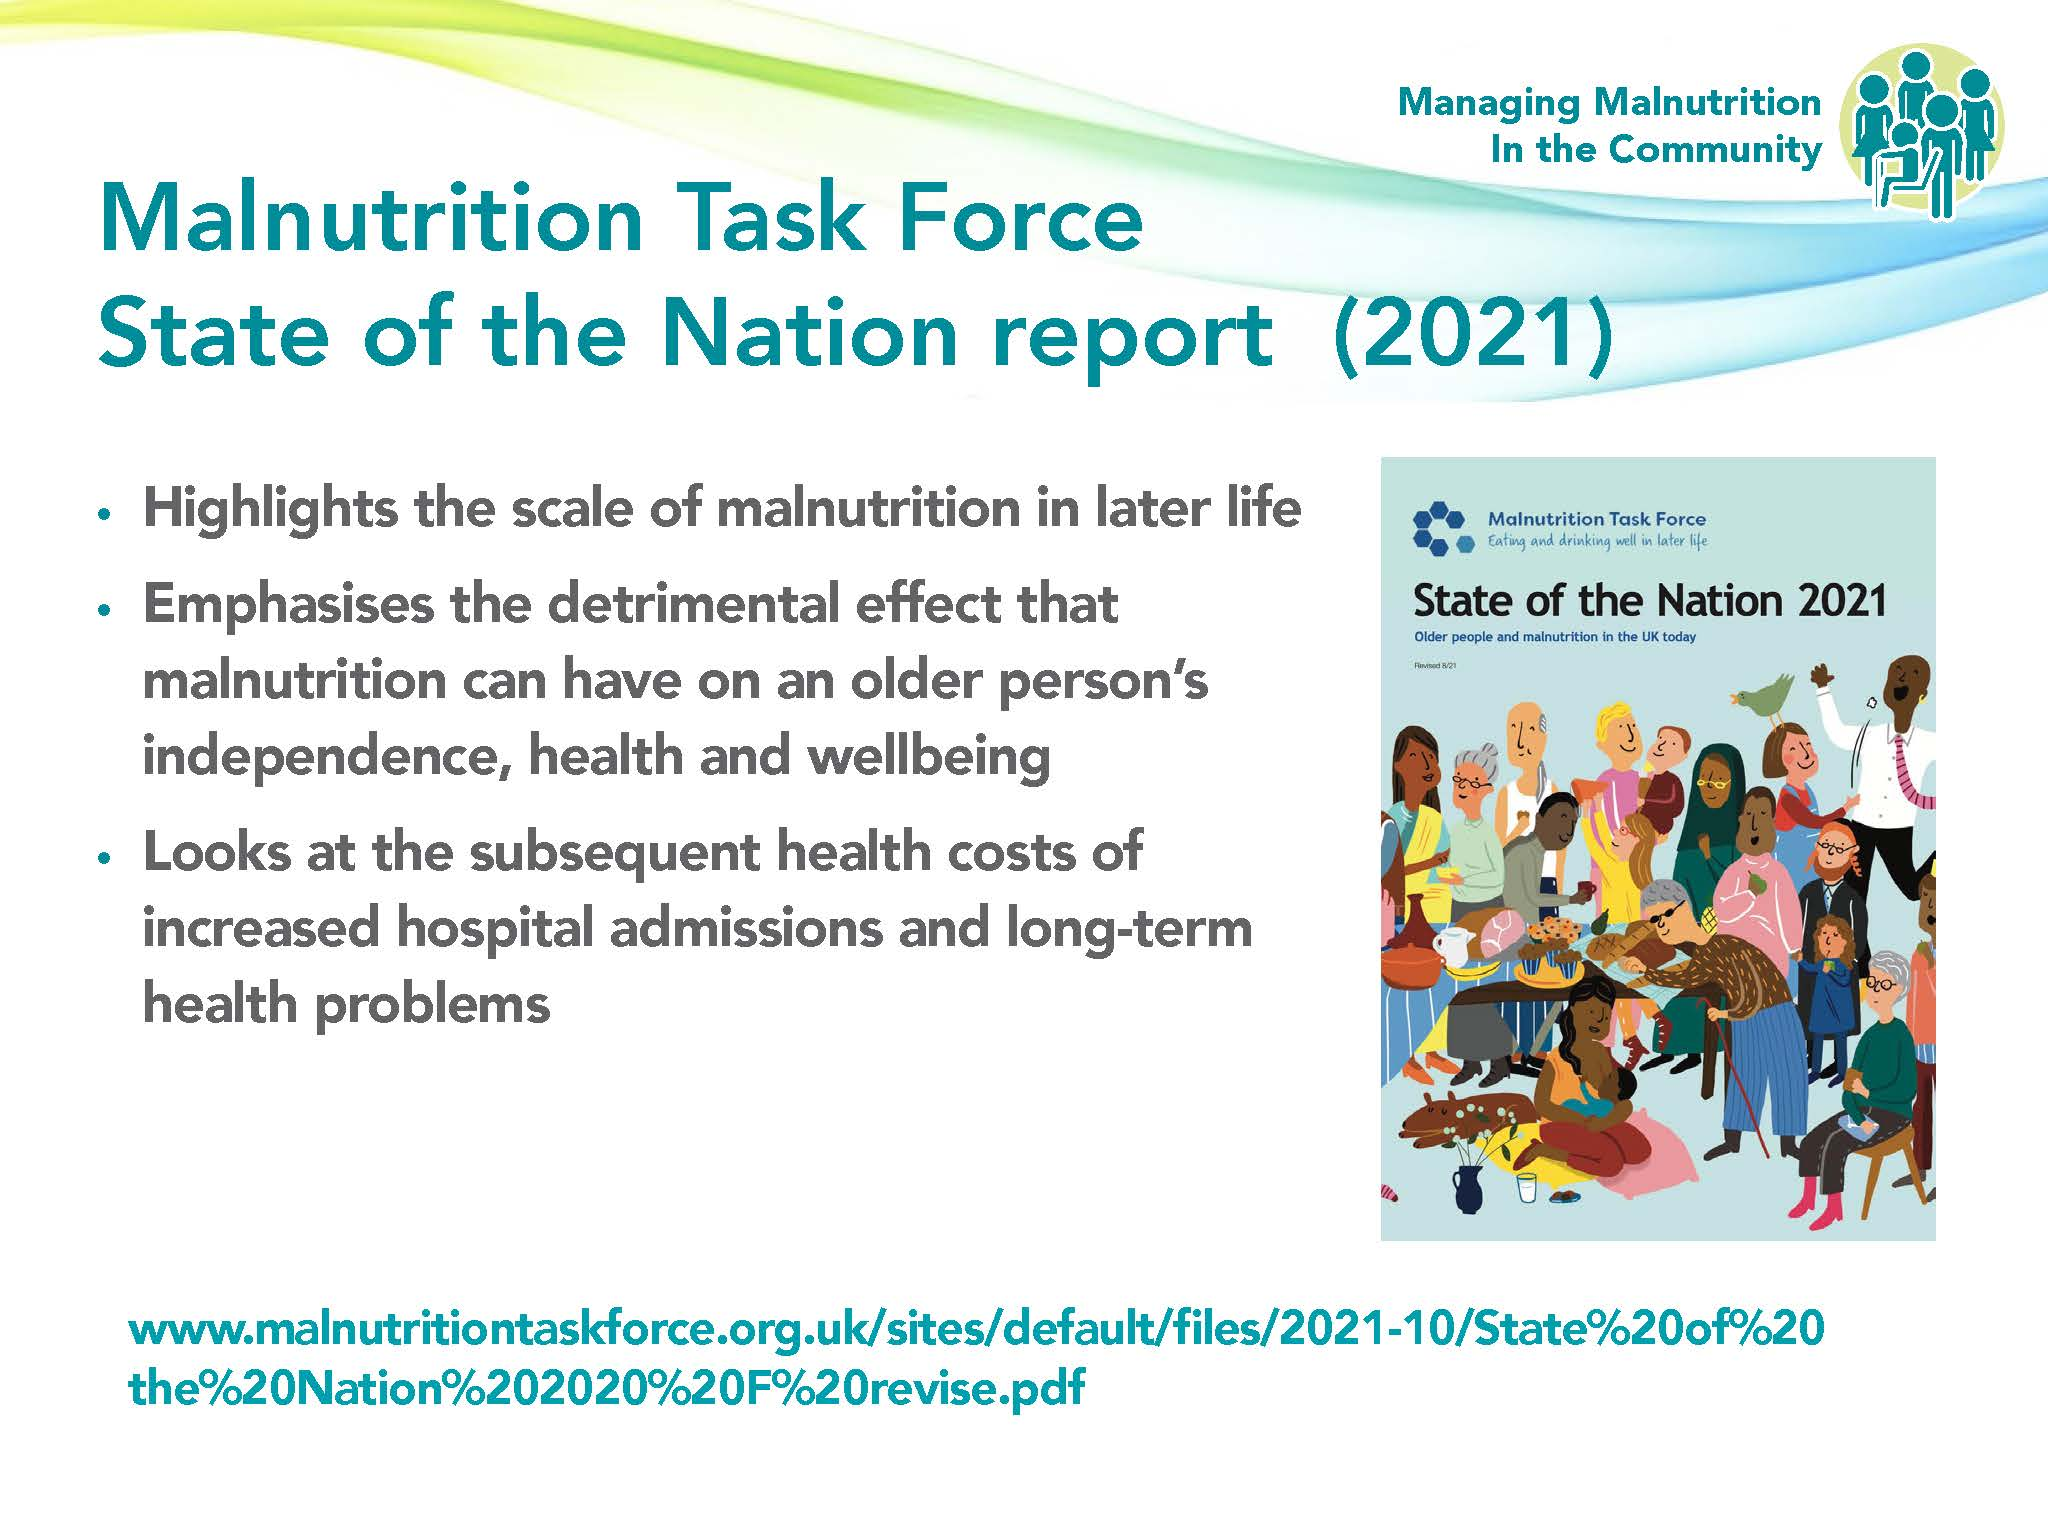 Managing Malnutrition
In the Community
Malnutrition Task Force
State of the Nation report (2021)
• Highlights the scale of malnutrition in later life
• Emphasises the detrimental effect that
malnutrition can have on an older person’s
independence, health and wellbeing
• Looks at the subsequent health costs of
increased hospital admissions and long-term
health problems
Malnutrition Task Force
Eating and drinking well in later life
State of the Nation 2021
Older people and malnutrition in the UK today
Revised 8/21
www.malnutritiontaskforce.org.uk/sites/default/files/2021-10/State%20of%20
the%20Nation%202020%20F%20revise.pdf